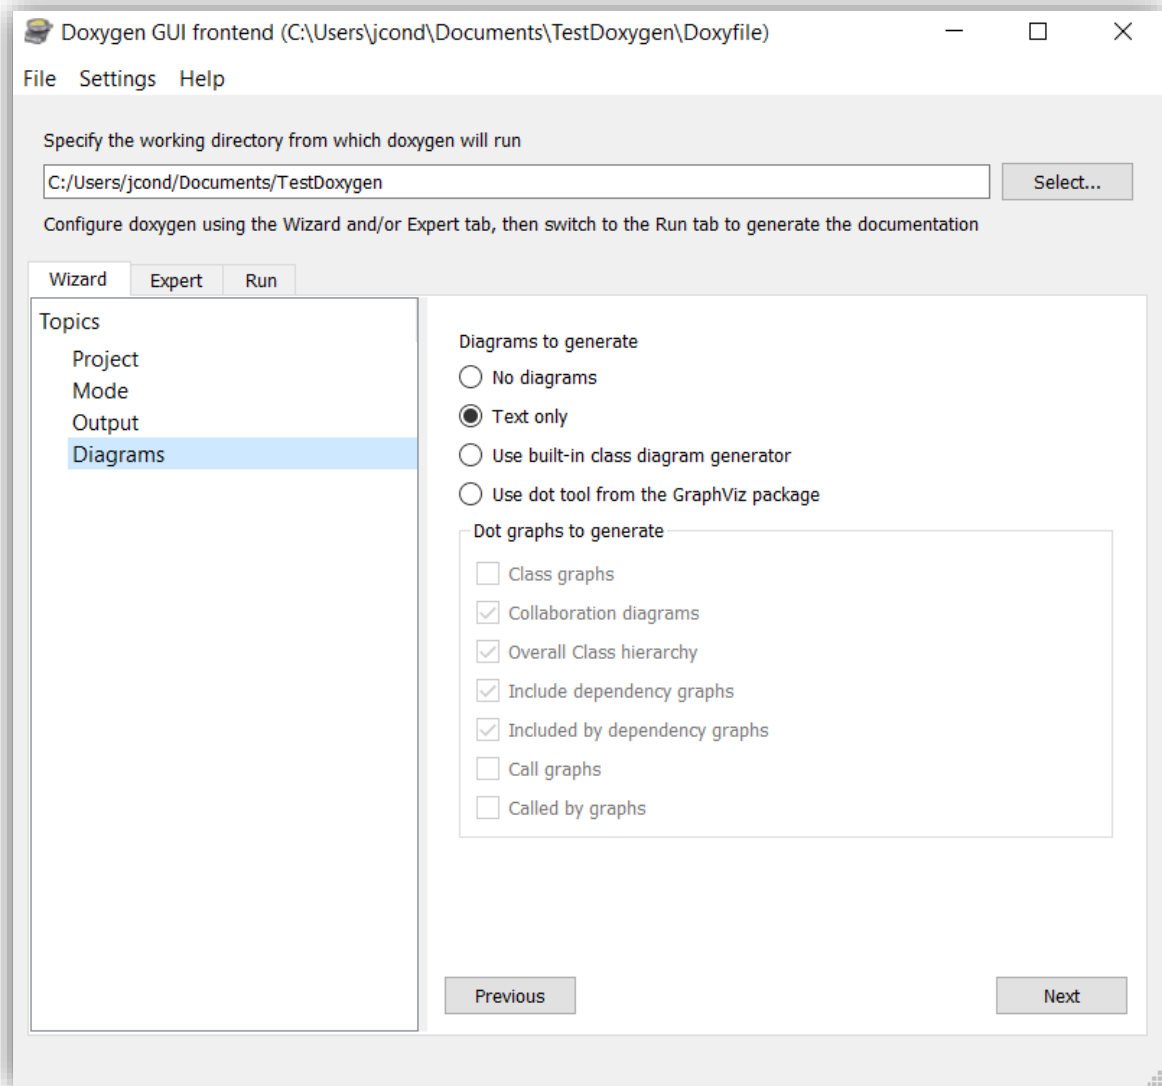 Doxygen GUI frontend (C:\Users\jcond\Documents\TestDoxygen\Doxyfile)
File Settings Help
Specify the working directory from which doxygen will run
C:/Users/jcond/Documents/TestDoxygen
Select...
Configure doxygen using the Wizard and/or Expert tab, then switch to the Run tab to generate the documentation
Wizard Expert Run
Topics
Project
Mode
Output
Diagrams
Diagrams to generate
No diagrams
Text only
Use built-in class diagram generator
Use dot tool from the GraphViz package
Dot graphs to generate
Class graphs
Collaboration diagrams
Overall Class hierarchy
Include dependency graphs
Included by dependency graphs
Call graphs
Called by graphs
Previous
Next